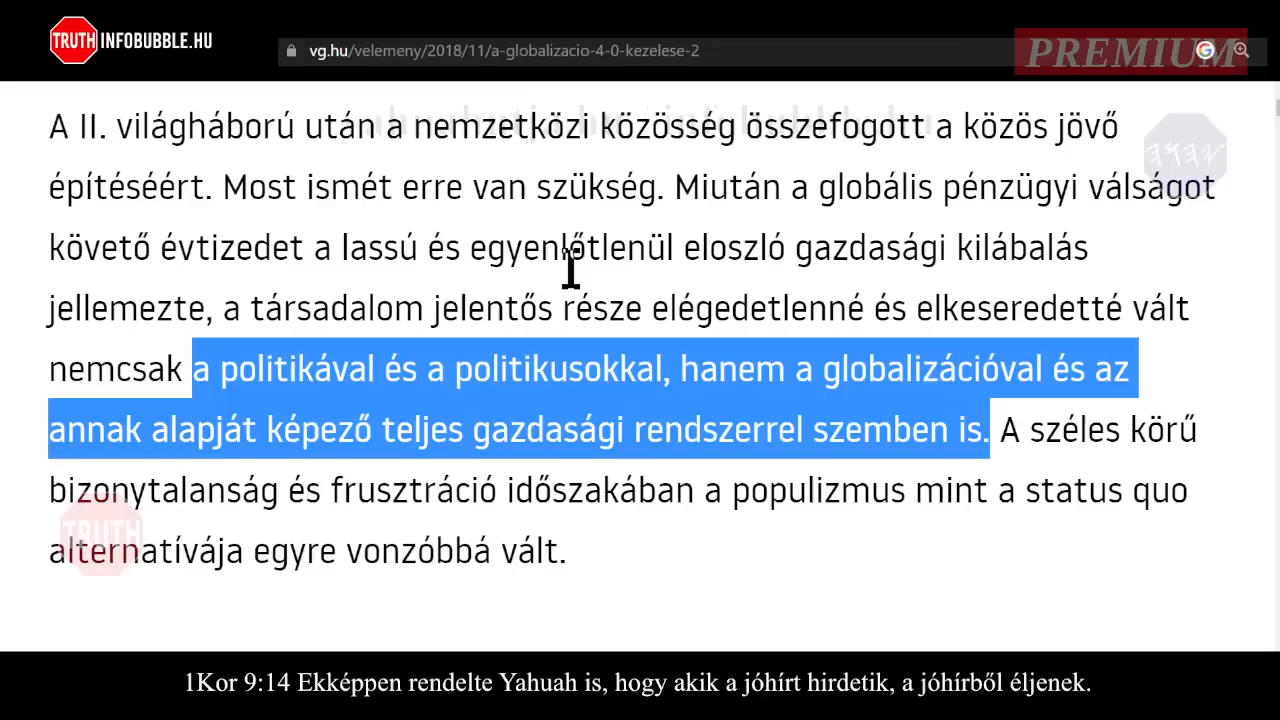 TRUTH INFOBUBBLE.HU
vg.hu/velemeny/2018/11/a-globalizacio-4-0-kezelese-2
PREMIUM
A II. világháború után a nemzetközi közösség összefogott a közös jövő
építéséért. Most ismét erre van szükség. Miután a globális pénzügyi válságot
követő évtizedet a lassú és egyenlőtlenül eloszló gazdasági kilábalás
jellemezte, a társadalom jelentős része elégedetlenné és elkeseredetté vált
nemcsak a politikával és a politikusokkal, hanem a globalizációval és az
annak alapját képező teljes gazdasági rendszerrel szemben is. A széles körű
bizonytalanság és frusztráció időszakában a populizmus mint a status quo
TRUTH
alternatívája egyre vonzóbbá vált.
1Kor 9:14 Ekképpen rendelte Yahuah is, hogy akik a jóhírt hirdetik, a jóhírből éljenek.